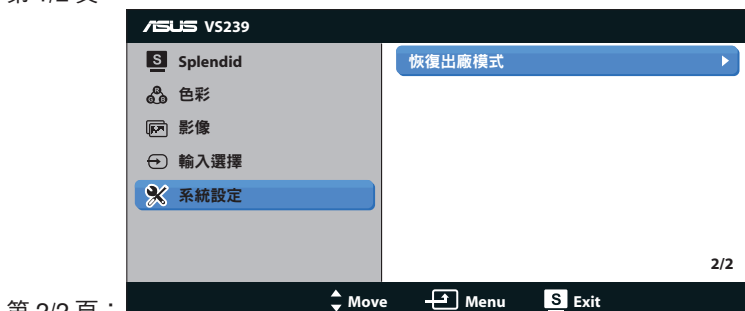 ASUS VS239
S Splendid
恢復出廠模式
色彩
影像
輸入選擇
系統設定
2/2
第 2/2 頁：
Move Menu S Exit